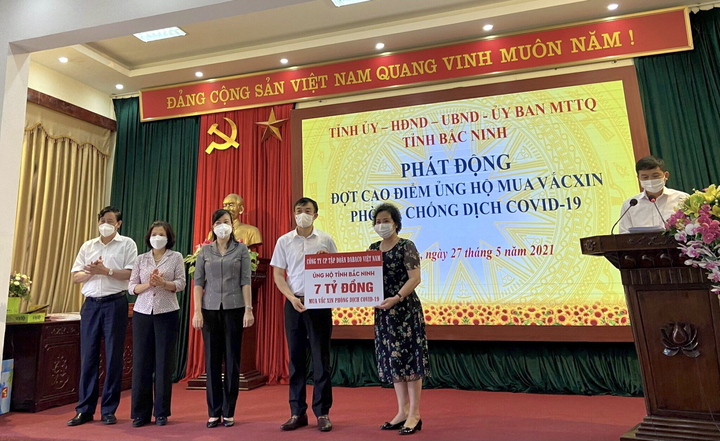 ĐẢNG CỘNG SẢN VIỆT NAM QUANG VINH MUÔN NĂM !
TỈNH ỦY – HĐND – UBND - ỦY BAN MTTQ
TỈNH BẮC NINH
PHÁT ĐỘNG
ĐỢT CAO ĐIỂM ỦNG HỘ MUA VẮCXIN
CHỐNG DỊCH COVID-19
, ngày 27 tháng 5 năm 2021
CÔNG TY CP TẬP ĐOÀN DABACO VIỆT NAM
ỦNG HỘ TỈNH BẮC NINH
7 TỶ ĐỒNG
MUA VẮC XIN PHÒNG DỊCH COVID-19